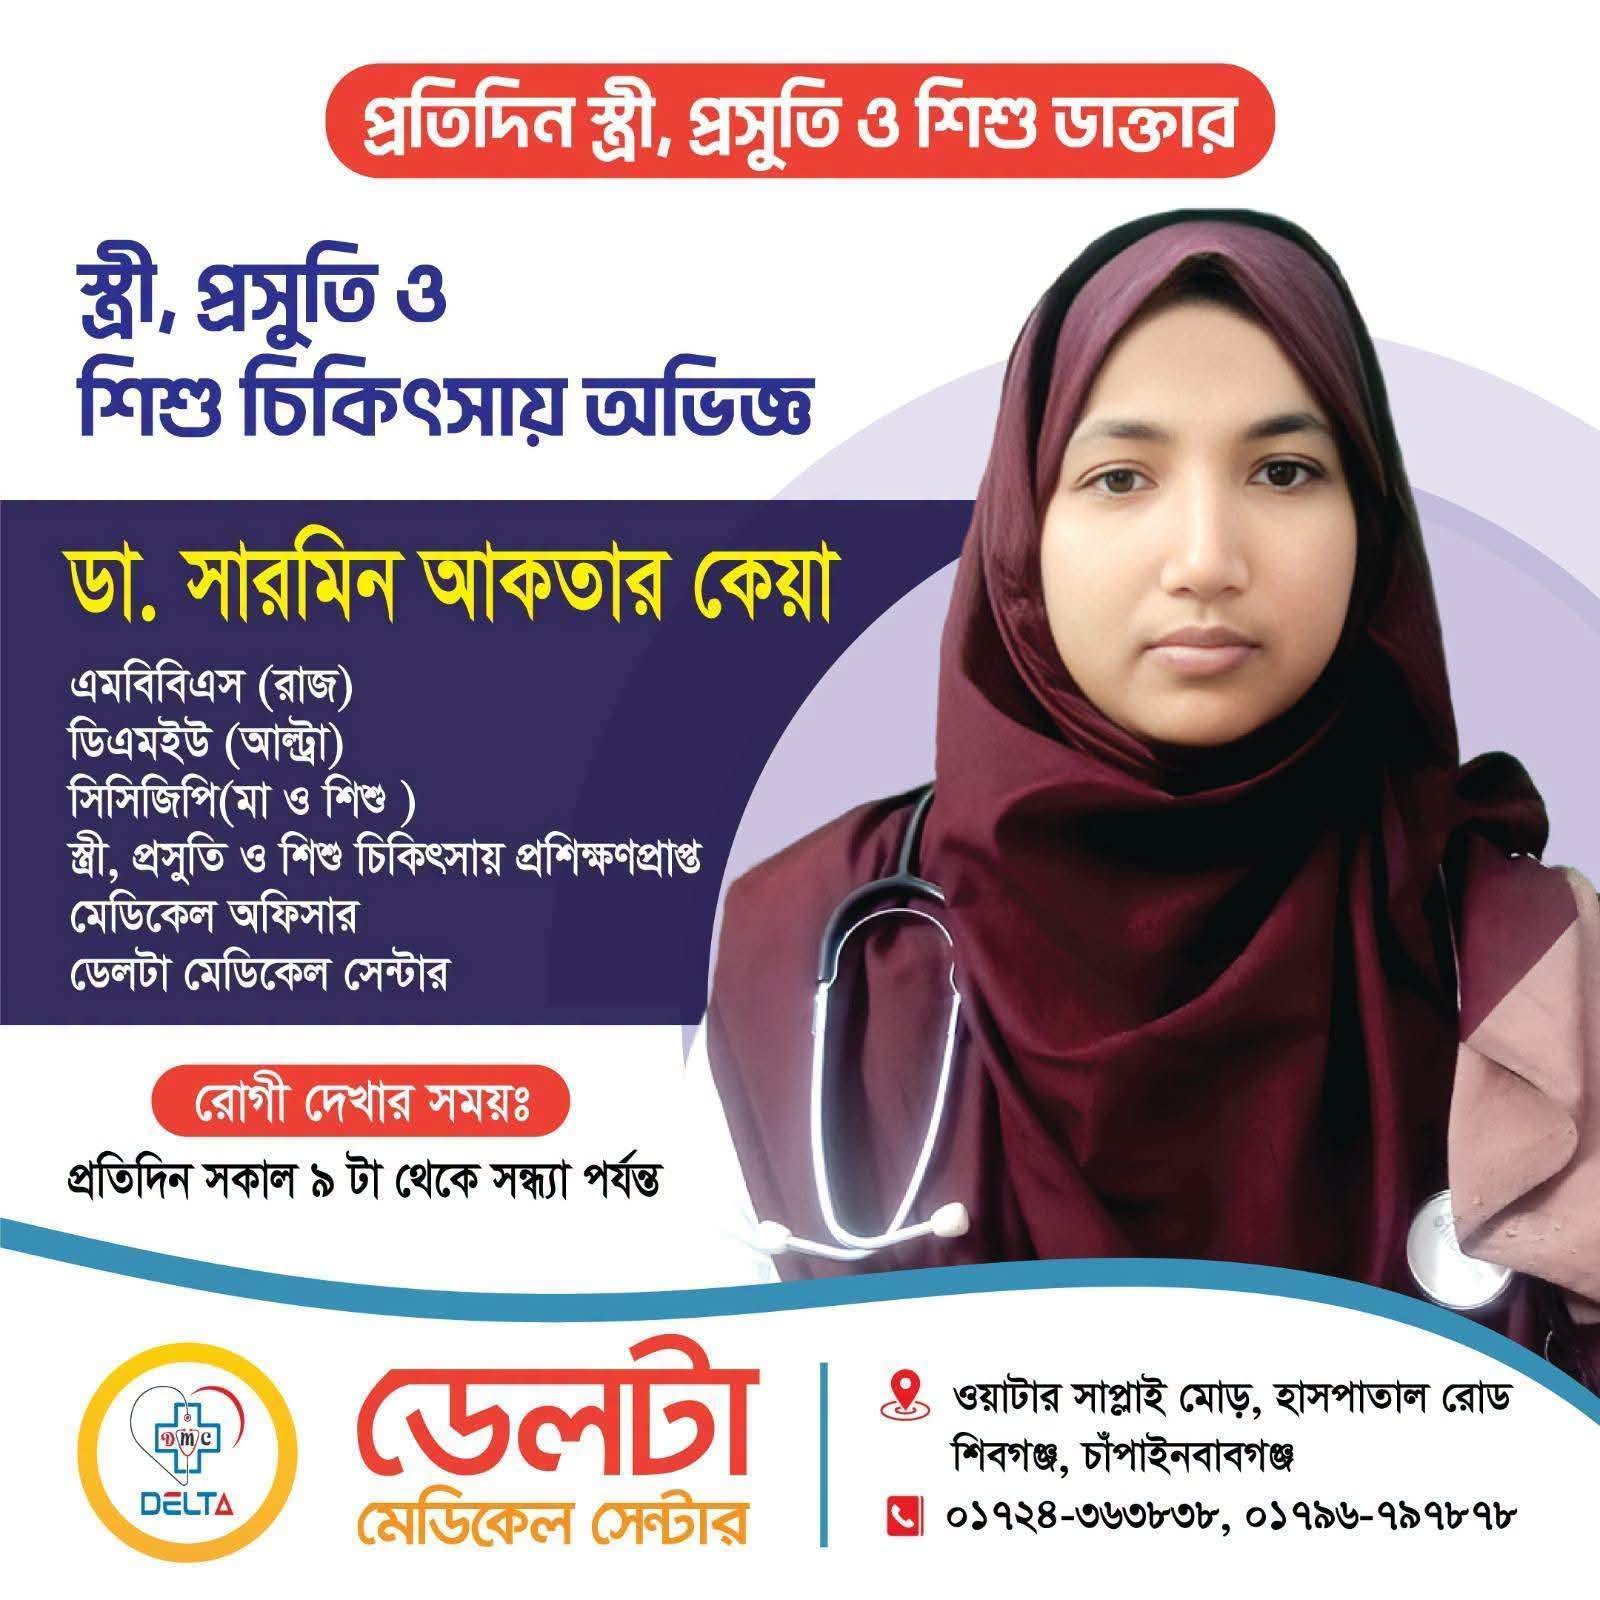 প্রতিদিন স্ত্রী, প্রসুতি ও শিশু ডাক্তার
স্ত্রী, প্রসুতি ও
শিশু চিকিৎসায় অভিজ্ঞ
ডা. সারমিন আকতার কেয়া
এমবিবিএস (রাজ)
ডিএমইউ (আল্ট্রা)
সিসিজিপি(মা ও শিশু )
স্ত্রী, প্রসুতি ও শিশু চিকিৎসায় প্রশিক্ষণপ্রাপ্ত
মেডিকেল অফিসার
ডেলটা মেডিকেল সেন্টার
রোগী দেখার সময়ঃ
প্রতিদিন সকাল ৯ টা থেকে সন্ধ্যা পর্যন্ত
DMC
DELTA
ডেলটা
মেডিকেল সেন্টার
ওয়াটার সাপ্লাই মোড়, হাসপাতাল রোড
শিবগঞ্জ, চাঁপাইনবাবগঞ্জ
০১৭২৪-৩৬৩৮৩৮, ০১৭৯৬-৭৯৭৮৭৮